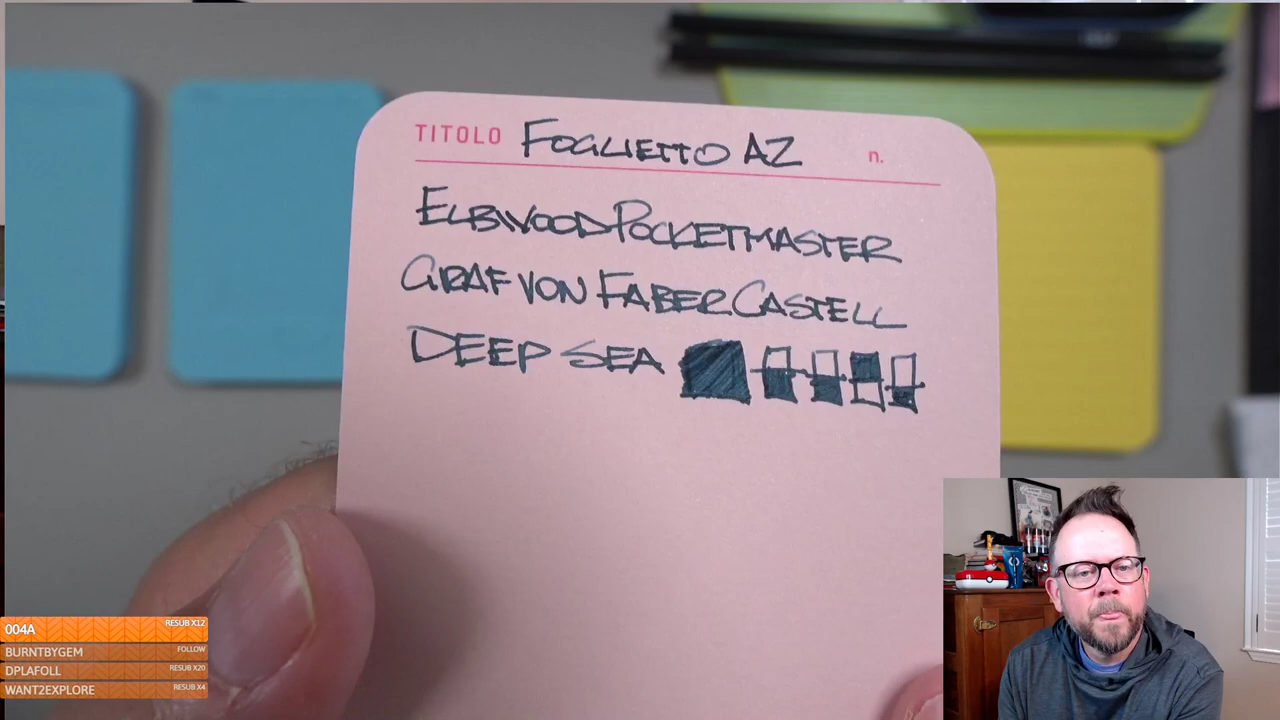 TITOLO FOGLIETTO AZ n.
ELBWOOD POCKETMASTER
GRAF VON FABER CASTELL
DEEP SEA
004A RESUB X12
BURNTBYGEM FOLLOW
DPLAFOLL RESUB X20
WANT2EXPLORE RESUB X4